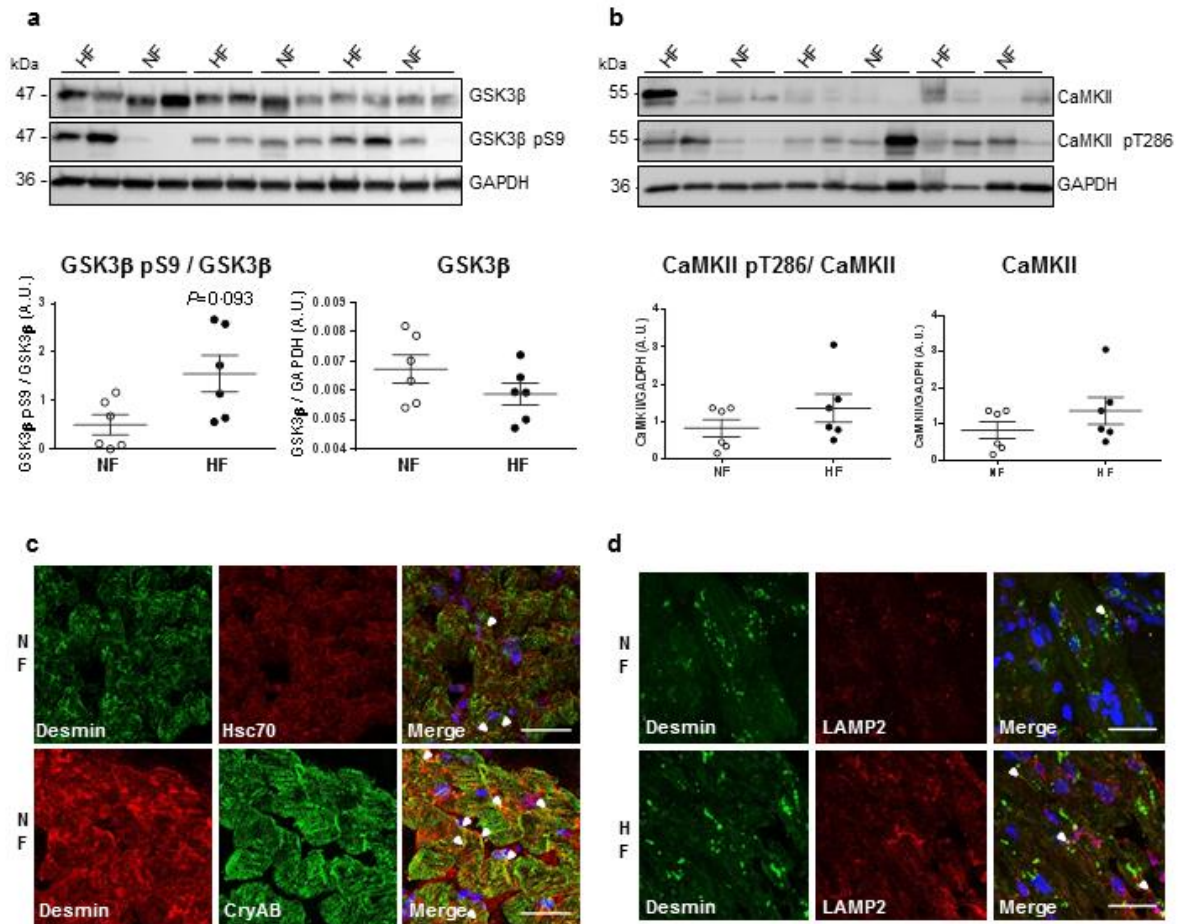 a
HF NF HF NF HF NF
kDa
47 - GSK3β
47 - GSK3β pS9
36 - GAPDH
b
HF NF HF NF HF NF
kDa
55 - CaMKII
55 - CaMKII pT286
36 - GAPDH
GSK3β pS9 / GSK3β
P=0·093
GSK3β pS9 / GSK3β (A.U.)
3
2
1
0
NF HF
GSK3β
GSK3β / GAPDH (A.U.)
0.009
0.008
0.007
0.006
0.005
0.004
NF HF
CaMKII pT286/ CaMKII
CaMKII/GADPH (A.U.)
4
3
2
1
0
NF HF
CaMKII
CaMKII/GADPH (A.U.)
4
3
2
1
0
NF HF
c
N
F
Desmin Hsc70 Merge
N
F
Desmin CryAB Merge
d
N
F
Desmin LAMP2 Merge
H
F
Desmin LAMP2 Merge